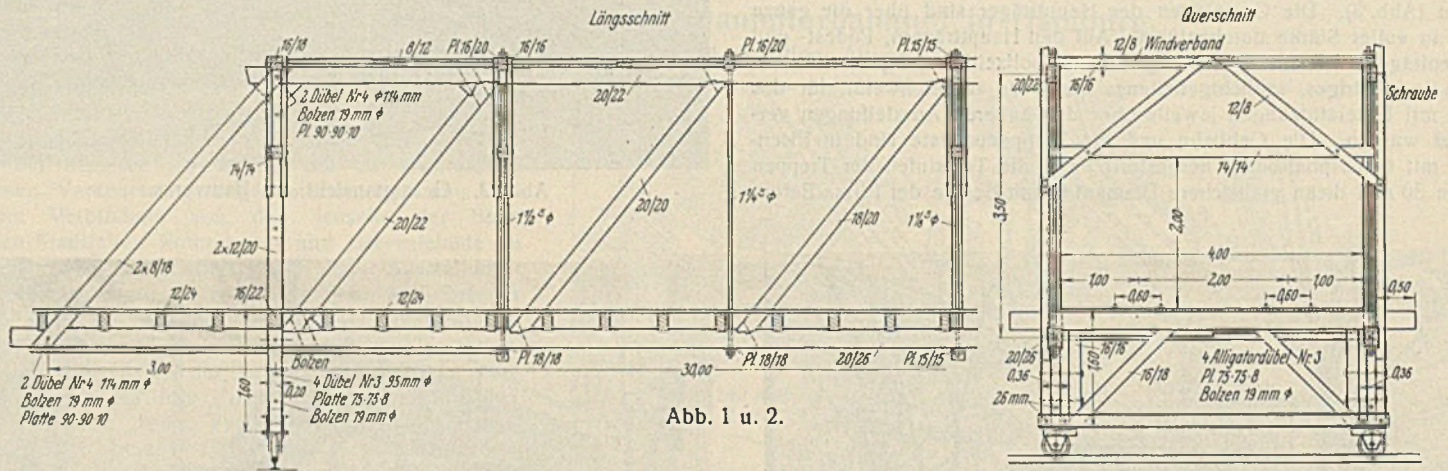 Längsschnitt
16/18
8/12
Pl. 16/20
16/16
Pl. 16/20
Pl. 15/15
2 Dübel Nr 4 Φ 114 mm
Bolzen 19 mm Φ
Pl. 90·90·10
20/22
14/14
20/22
1½" Φ
20/20
1¼" Φ
18/20
1⅛" Φ
2×12/20
2×8/18
12/24
16/22
12/24
Bolzen
Pl. 18/18
Pl. 18/18
20/26
Pl. 15/15
3,00
30,00
2 Dübel Nr 4 114 mm Φ
Bolzen 19 mm Φ
Platte 90·90·10
1,60
0,20
4 Dübel Nr 3 95 mm Φ
Platte 75·75·8
Bolzen 19 mm Φ
Abb. 1 u. 2.
Querschnitt
12/8 Windverband
20/22
16/16
Schraube
12/8
14/14
3,50
2,00
4,00
1,00
2,00
1,00
0,60
0,60
0,50
16/16
20/26
0,36
26 mm
1,60
16/18
4 Alligatordübel Nr 3
Pl. 75·75·8
Bolzen 19 mm Φ
0,36